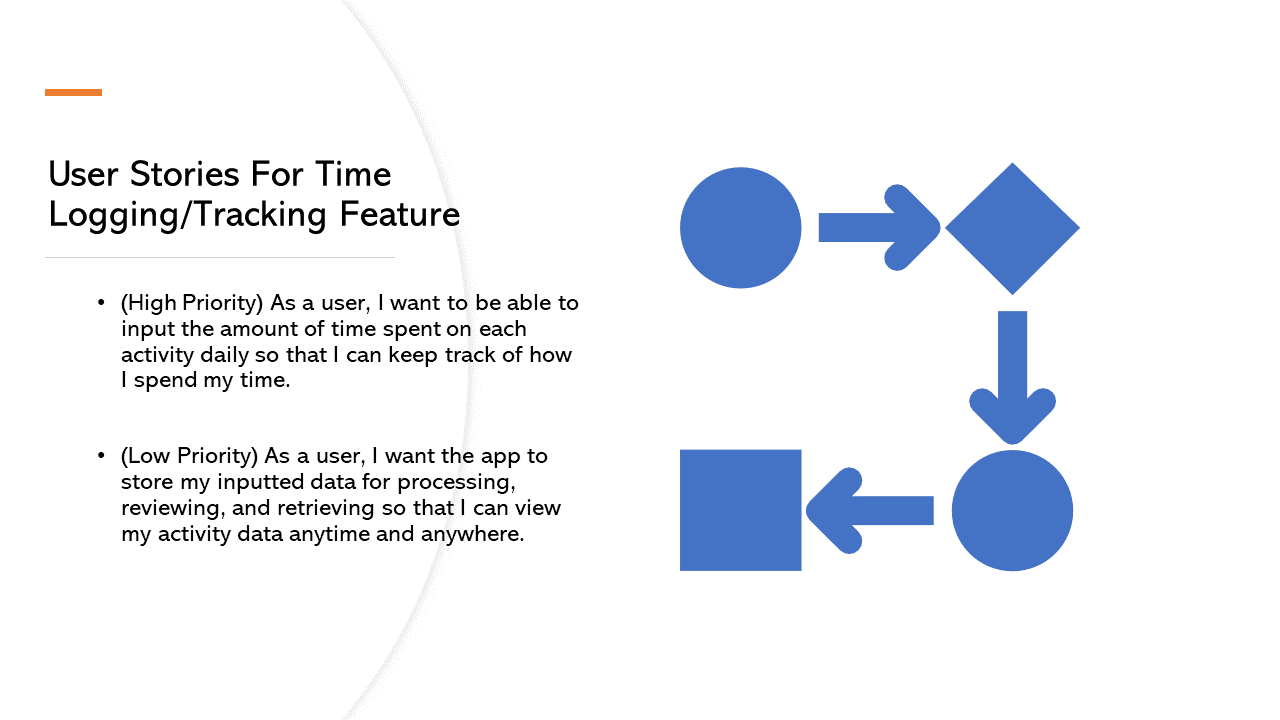 User Stories For Time
Logging/Tracking Feature
• (High Priority) As a user, I want to be able to
input the amount of time spent on each
activity daily so that I can keep track of how
I spend my time.
• (Low Priority) As a user, I want the app to
store my inputted data for processing,
reviewing, and retrieving so that I can view
my activity data anytime and anywhere.